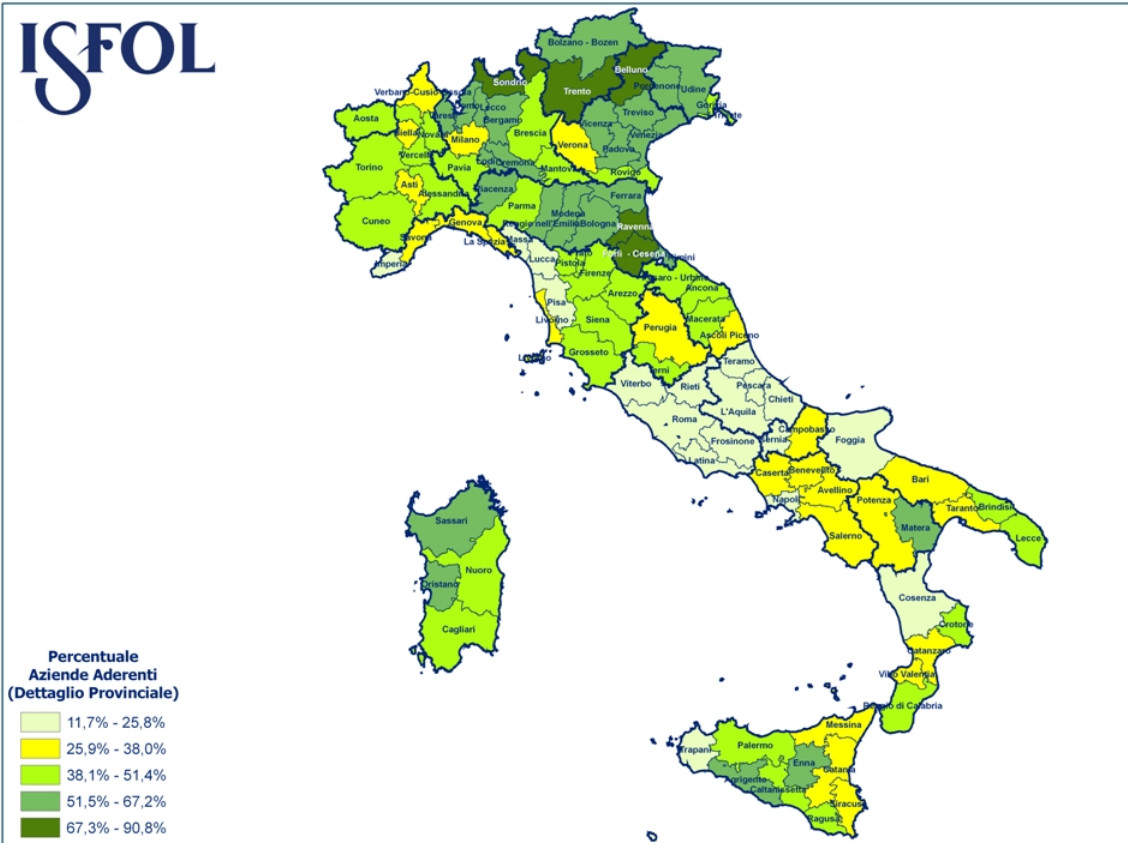 ISFOL
Bolzano - Bozen
Belluno
Sondrio
Trento
Pordenone
Udine
Verbano-Cusio-Ossola
Gorizia
Trieste
Como
Lecco
Varese
Bergamo
Treviso
Aosta
Vicenza
Biella
Novara
Milano
Brescia
Verona
Venezia
Padova
Vercelli
Lodi
Cremona
Torino
Pavia
Mantova
Rovigo
Asti
Piacenza
Alessandria
Ferrara
Parma
Cuneo
Modena
Genova
Reggio nell'Emilia
Bologna
Ravenna
Savona
La Spezia
Massa
Forlì - Cesena
Rimini
Imperia
Lucca
Prato
Pistoia
Firenze
Pesaro - Urbino
Ancona
Arezzo
Pisa
Livorno
Siena
Macerata
Perugia
Ascoli Piceno
Grosseto
Livorno
Teramo
Terni
Viterbo
Rieti
Pescara
Chieti
L'Aquila
Roma
Campobasso
Frosinone
Isernia
Foggia
Latina
Caserta
Benevento
Bari
Avellino
Napoli
Potenza
Taranto
Brindisi
Sassari
Matera
Salerno
Lecce
Nuoro
Oristano
Cosenza
Crotone
Cagliari
Catanzaro
Vibo Valentia
Reggio di Calabria
Messina
Palermo
Trapani
Enna
Catania
Agrigento
Caltanissetta
Siracusa
Ragusa
Percentuale
Aziende Aderenti
(Dettaglio Provinciale)
11,7% - 25,8%
25,9% - 38,0%
38,1% - 51,4%
51,5% - 67,2%
67,3% - 90,8%